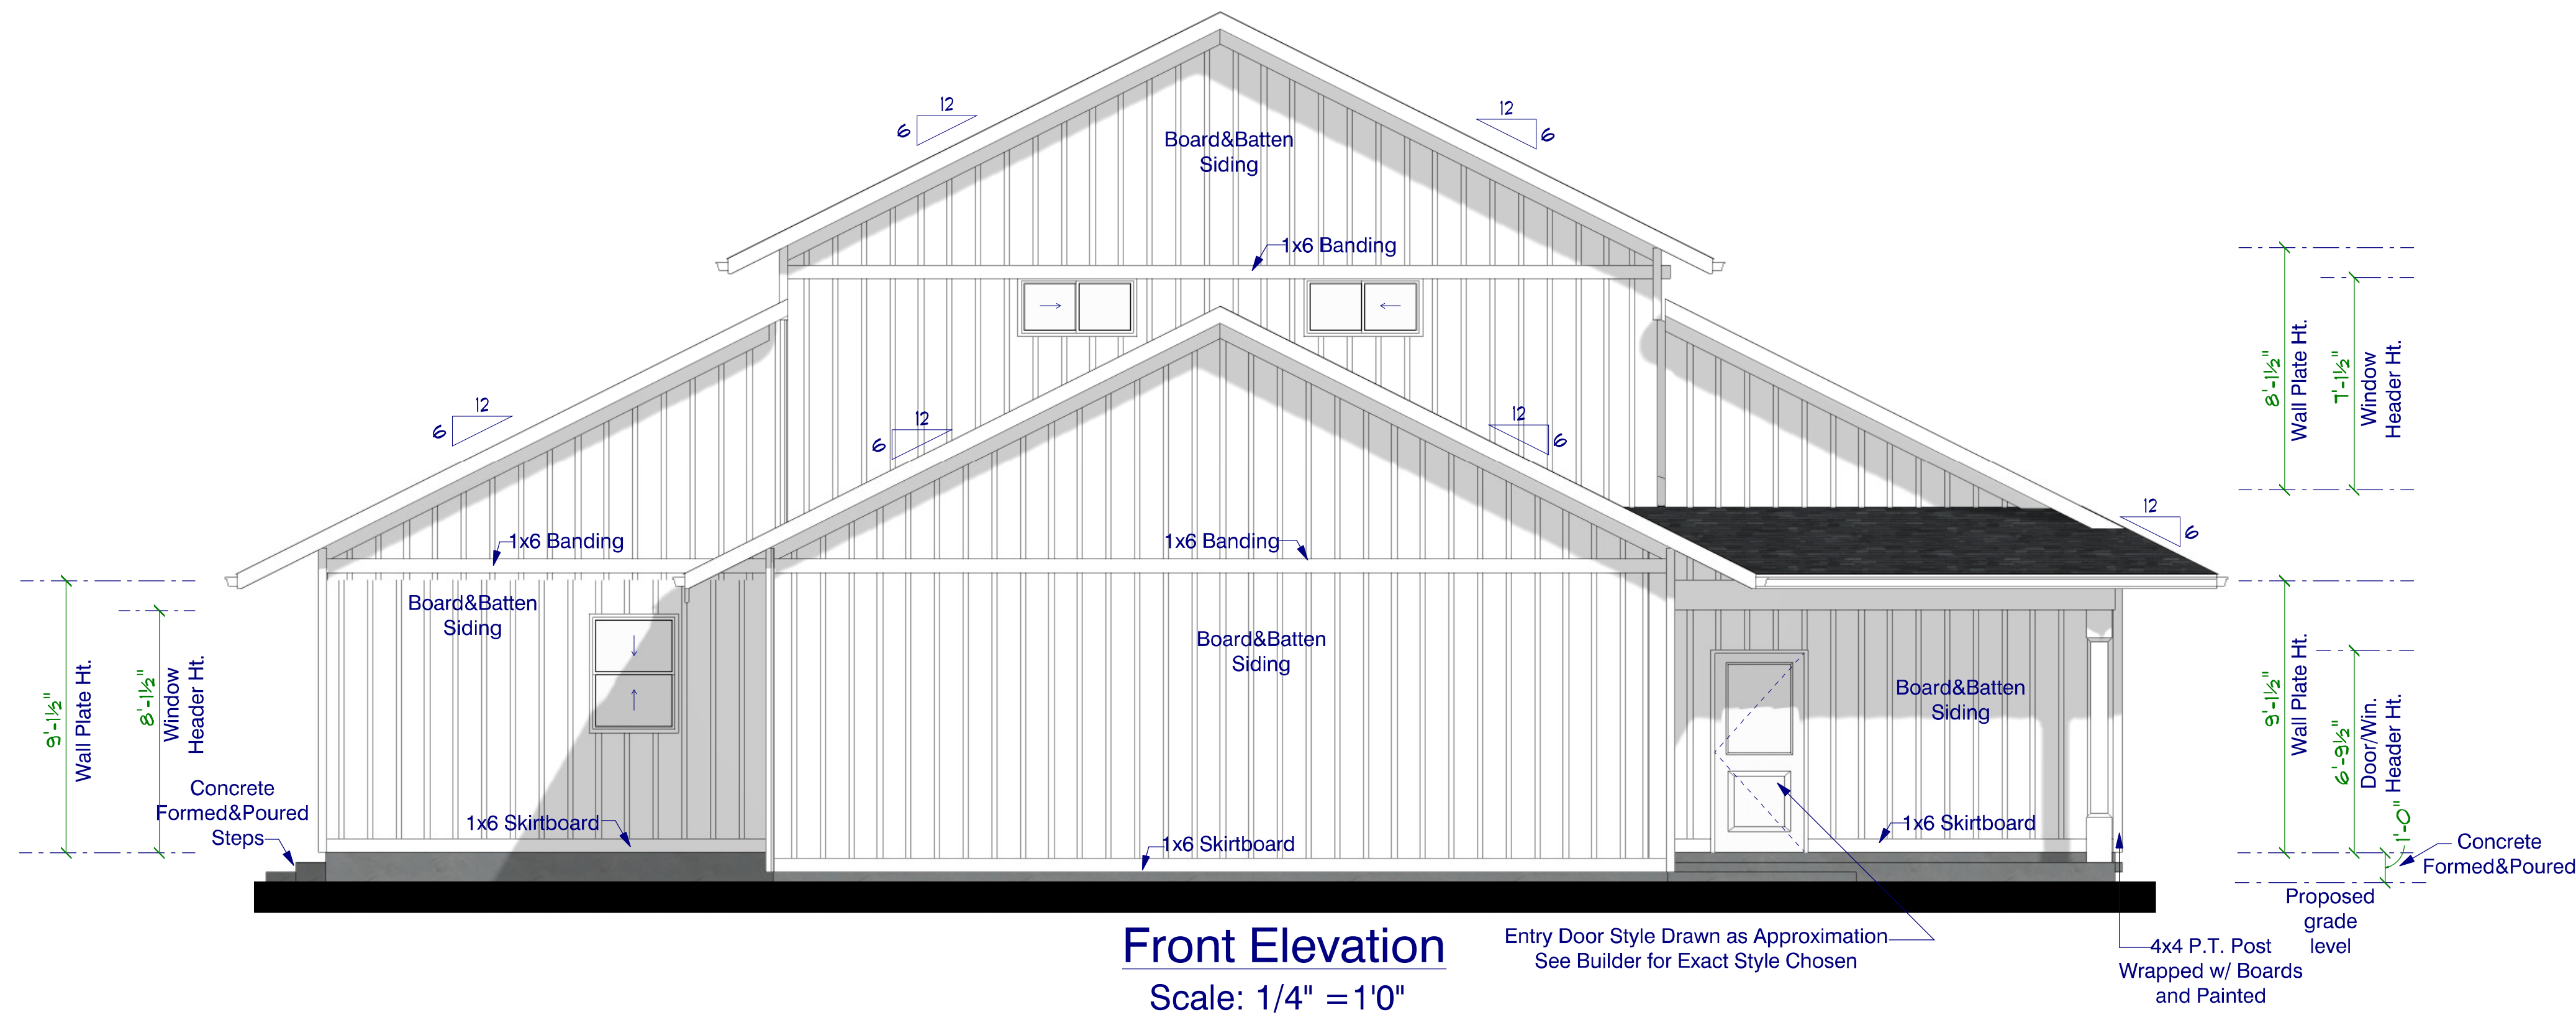 12
6
12
6
Board&Batten
Siding
1x6 Banding
12
6
12
6
12
6
12
6
1x6 Banding
1x6 Banding
Board&Batten
Siding
Board&Batten
Siding
Board&Batten
Siding
9'-1½"
Wall Plate Ht.
8'-1½"
Window
Header Ht.
8'-1½"
Wall Plate Ht.
7'-1½"
Window
Header Ht.
9'-1½"
Wall Plate Ht.
6'-9½"
Door/Win.
Header Ht.
1'-0"
Concrete
Formed&Poured
Steps
1x6 Skirtboard
1x6 Skirtboard
1x6 Skirtboard
Concrete
Formed&Poured
Proposed
grade
level
4x4 P.T. Post
Wrapped w/ Boards
and Painted
Entry Door Style Drawn as Approximation
See Builder for Exact Style Chosen
Front Elevation
Scale: 1/4" =1'0"